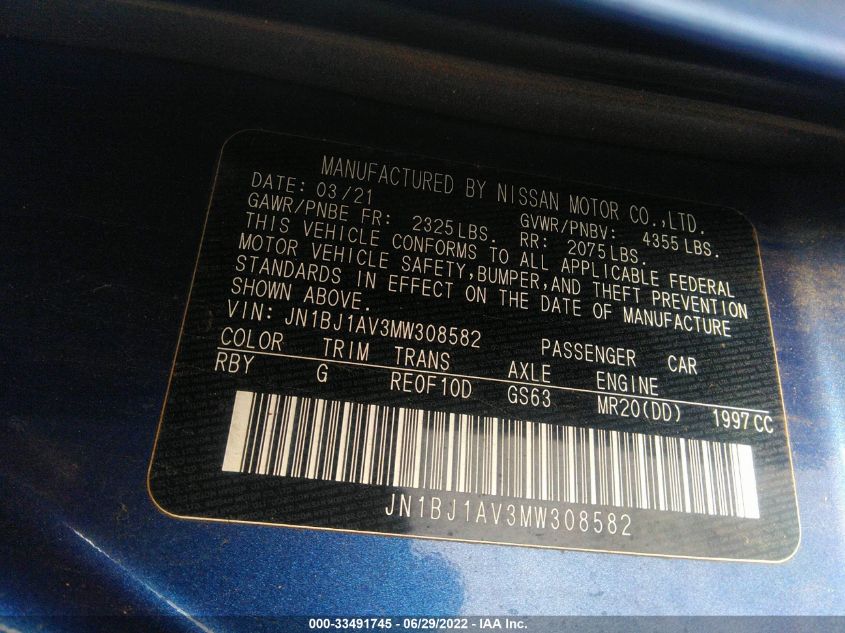 MANUFACTURED BY NISSAN MOTOR CO.,LTD.
DATE: 03/21 GVWR/PNBV: 4355 LBS.
GAWR/PNBE FR: 2325 LBS. RR: 2075 LBS.
THIS VEHICLE CONFORMS TO ALL APPLICABLE FEDERAL
MOTOR VEHICLE SAFETY,BUMPER,AND THEFT PREVENTION
STANDARDS IN EFFECT ON THE DATE OF MANUFACTURE
SHOWN ABOVE.
VIN: JN1BJ1AV3MW308582 PASSENGER CAR
COLOR TRIM TRANS AXLE ENGINE
RBY G RE0F10D GS63 MR20(DD) 1997CC
JN1BJ1AV3MW308582
000-33491745 - 06/29/2022 - IAA Inc.